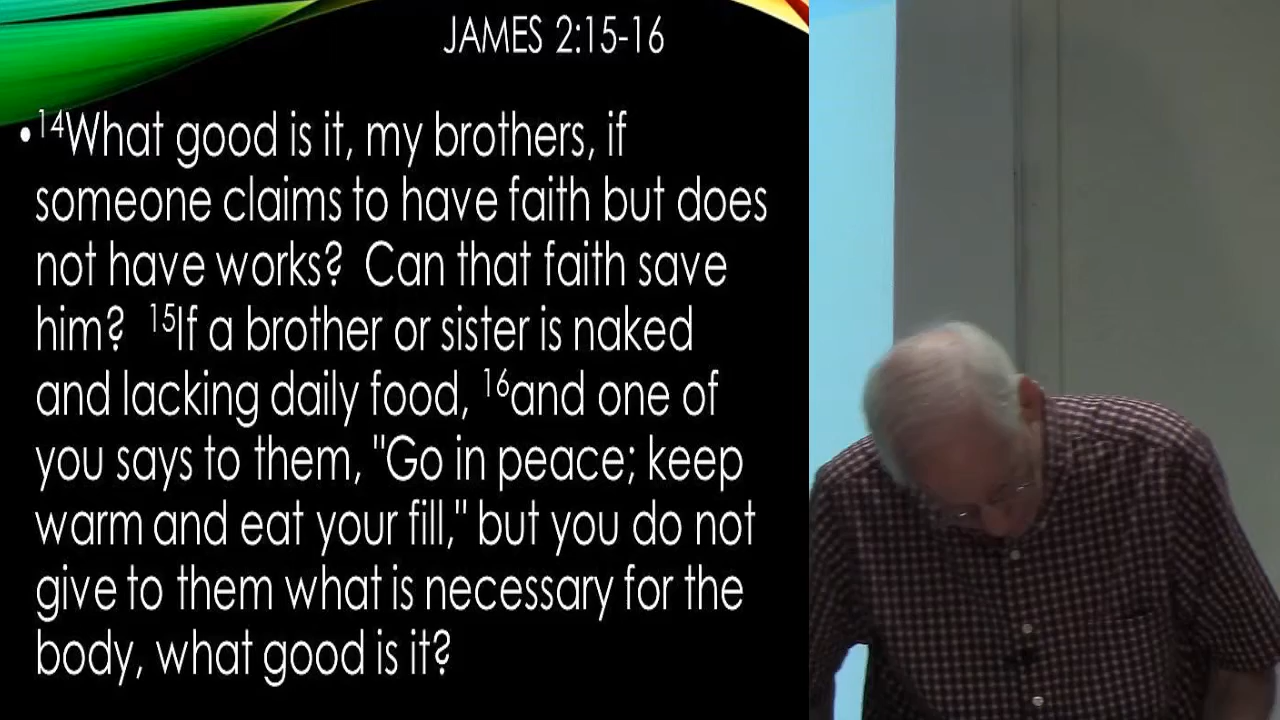 JAMES 2:15-16
•¹⁴What good is it, my brothers, if
someone claims to have faith but does
not have works? Can that faith save
him? ¹⁵If a brother or sister is naked
and lacking daily food, ¹⁶and one of
you says to them, "Go in peace; keep
warm and eat your fill," but you do not
give to them what is necessary for the
body, what good is it?